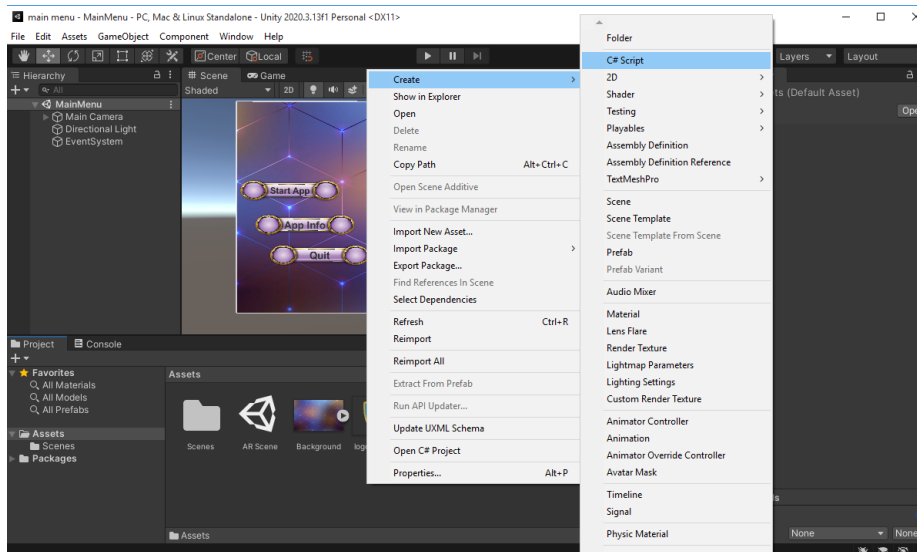 main menu - MainMenu - PC, Mac & Linux Standalone - Unity 2020.3.13f1 Personal <DX11>
File Edit Assets GameObject Component Window Help
Center Local
Layers Layout
Hierarchy
All
MainMenu
Main Camera
Directional Light
EventSystem
Scene Game
Shaded 2D
Start App
App Info
Quit
Create
Show in Explorer
Open
Delete
Rename
Copy Path Alt+Ctrl+C
Open Scene Additive
View in Package Manager
Import New Asset...
Import Package
Export Package...
Find References In Scene
Select Dependencies
Refresh Ctrl+R
Reimport
Reimport All
Extract From Prefab
Run API Updater...
Update UXML Schema
Open C# Project
Properties... Alt+P
Folder
C# Script
2D
Shader
Testing
Playables
Assembly Definition
Assembly Definition Reference
TextMeshPro
Scene
Scene Template
Scene Template From Scene
Prefab
Prefab Variant
Audio Mixer
Material
Lens Flare
Render Texture
Lightmap Parameters
Lighting Settings
Custom Render Texture
Animator Controller
Animation
Animator Override Controller
Avatar Mask
Timeline
Signal
Physic Material
ts (Default Asset)
Ope
ls
None None
Project Console
Favorites
All Materials
All Models
All Prefabs
Assets
Scenes
Packages
Assets
Scenes AR Scene Background log
Assets